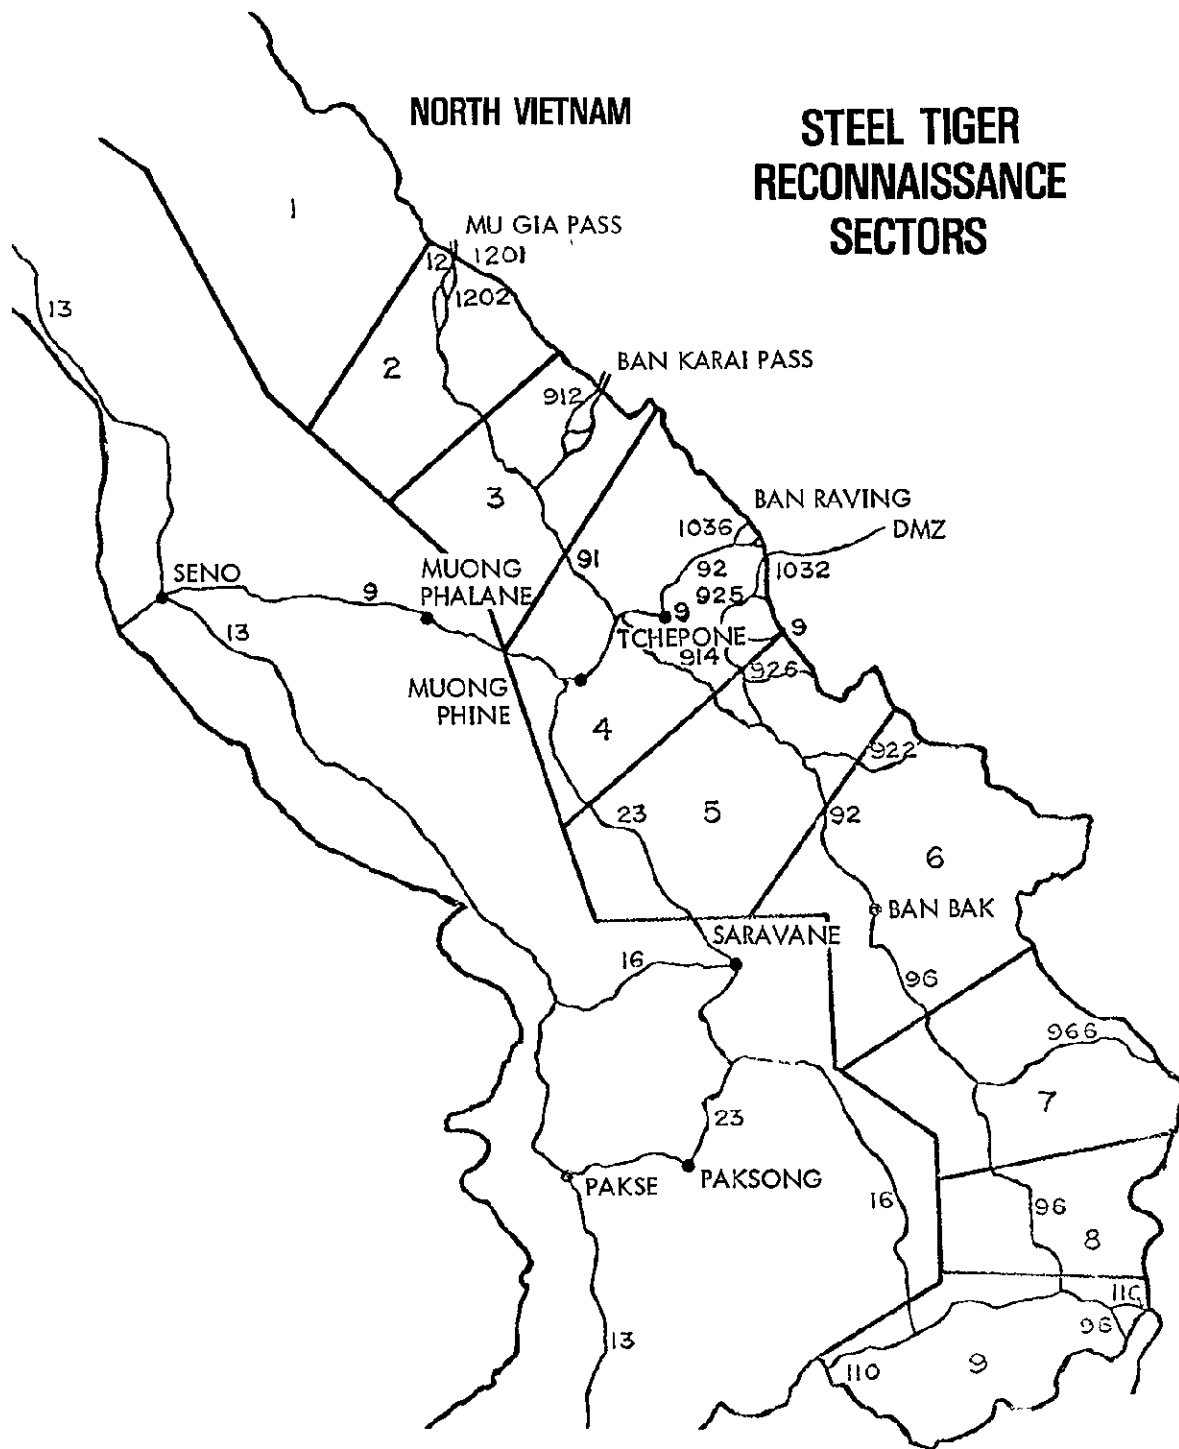 NORTH VIETNAM
STEEL TIGER
RECONNAISSANCE
SECTORS
1
MU GIA PASS
12
1201
1202
13
2
BAN KARAI PASS
912
3
BAN RAVING
1036
DMZ
91
92
1032
SENO
9
MUONG
PHALANE
925
9
13
TCHEPONE
9
914
926
MUONG
PHINE
4
922
23
5
92
6
BAN BAK
SARAVANE
16
96
966
7
23
PAKSE
PAKSONG
16
96
8
110
96
13
110
9